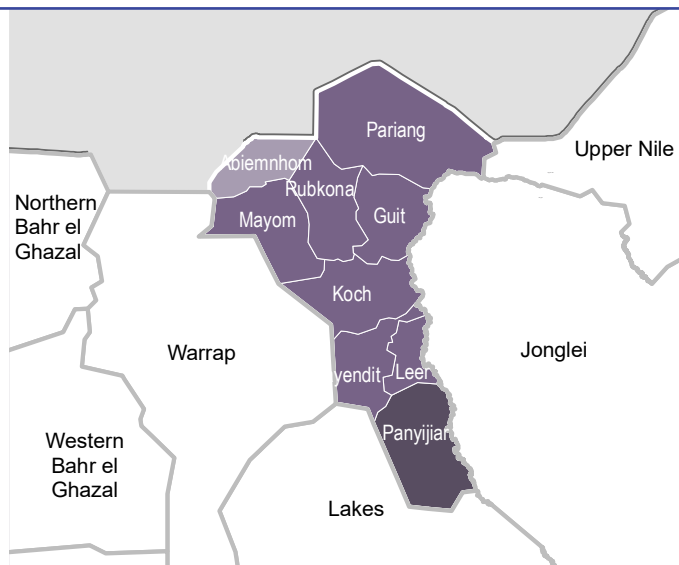 Pariang
Upper Nile
Abiemnhom
Rubkona
Northern
Bahr el
Ghazal
Mayom
Guit
Koch
Warrap
Jonglei
yendit
Leer
Panyijiar
Western
Bahr el
Ghazal
Lakes